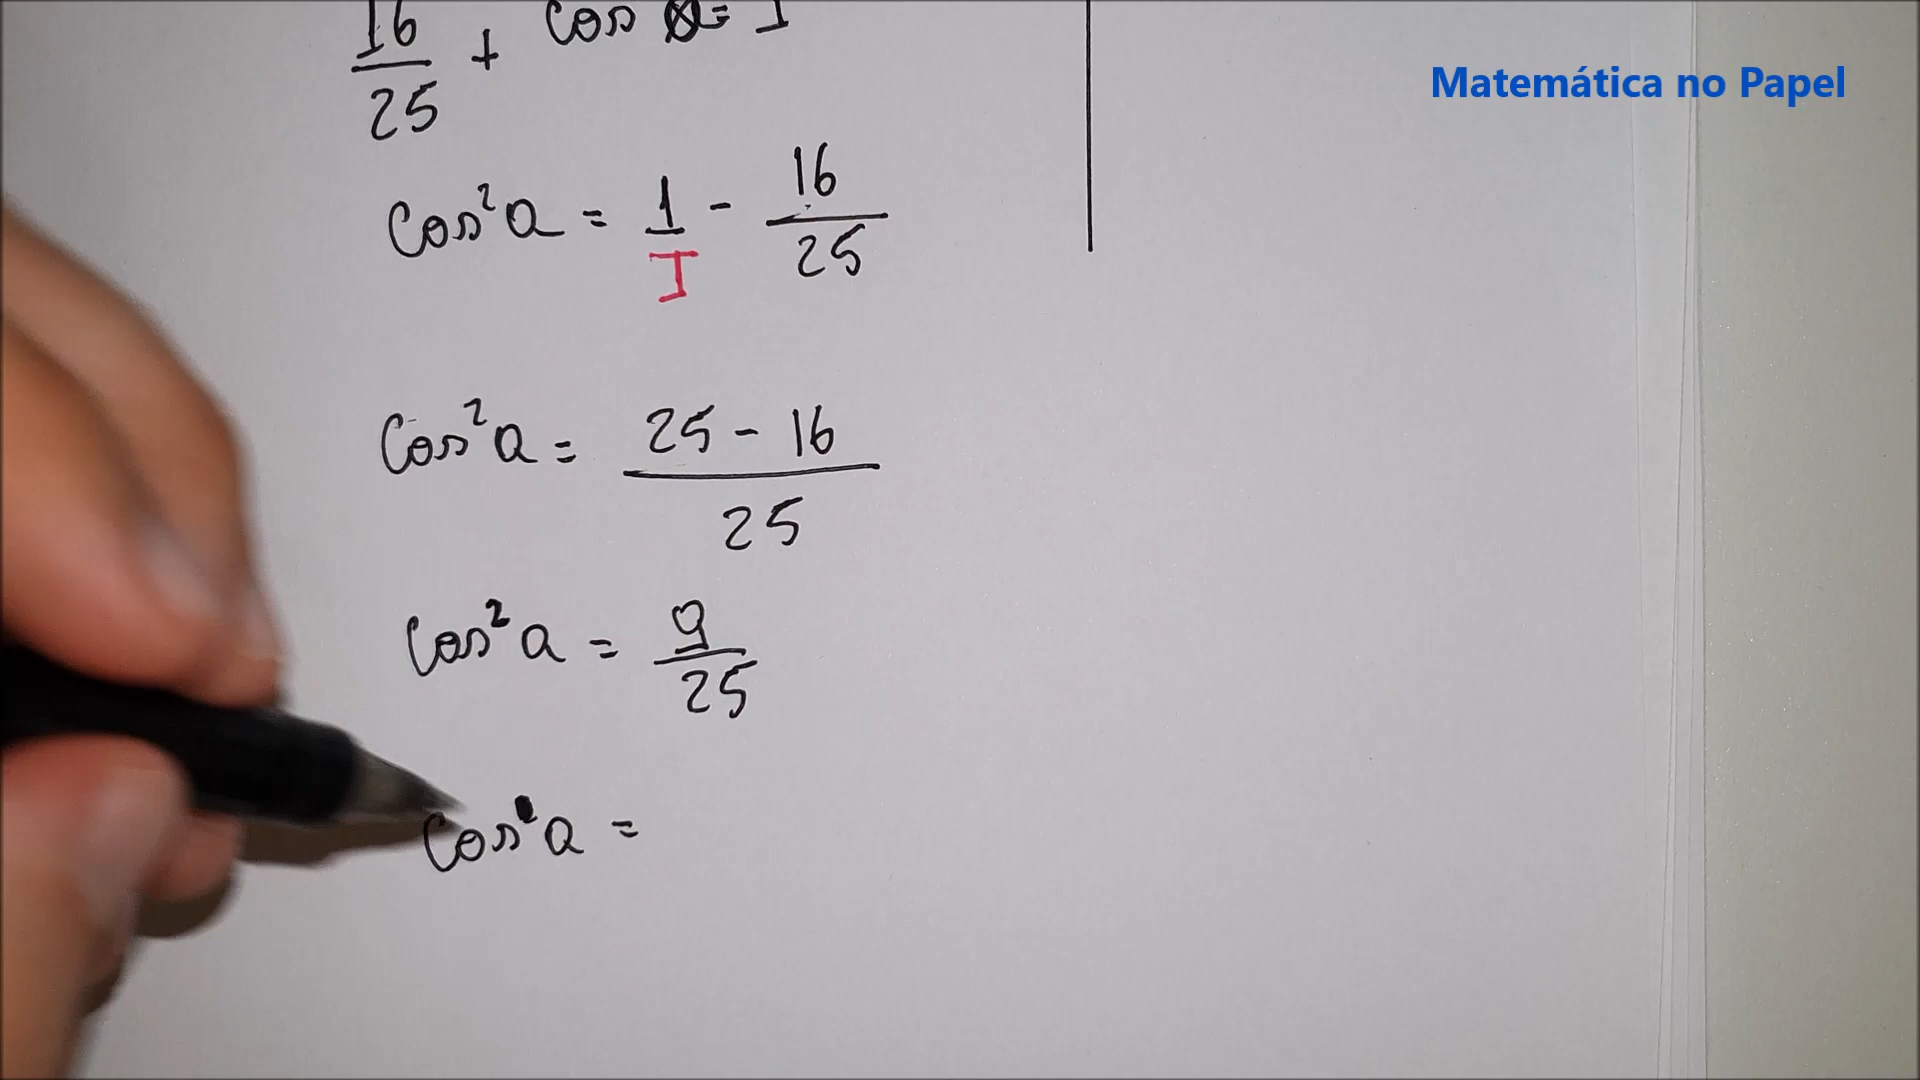 Matemática no Papel
16/25 + cos a = 1
cos²a = 1/1 - 16/25
cos²a = 25 - 16/25
cos²a = 9/25
cos a =